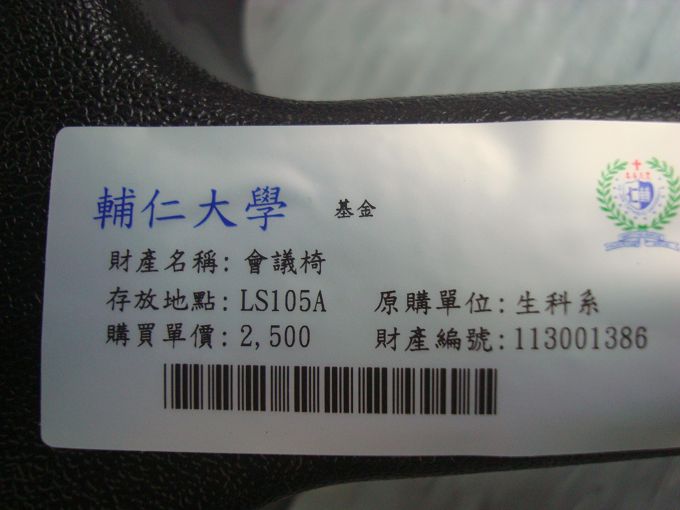 輔仁大學 基金
財產名稱: 會議椅
存放地點: LS105A 原購單位: 生科系
購買單價: 2,500 財產編號: 113001386